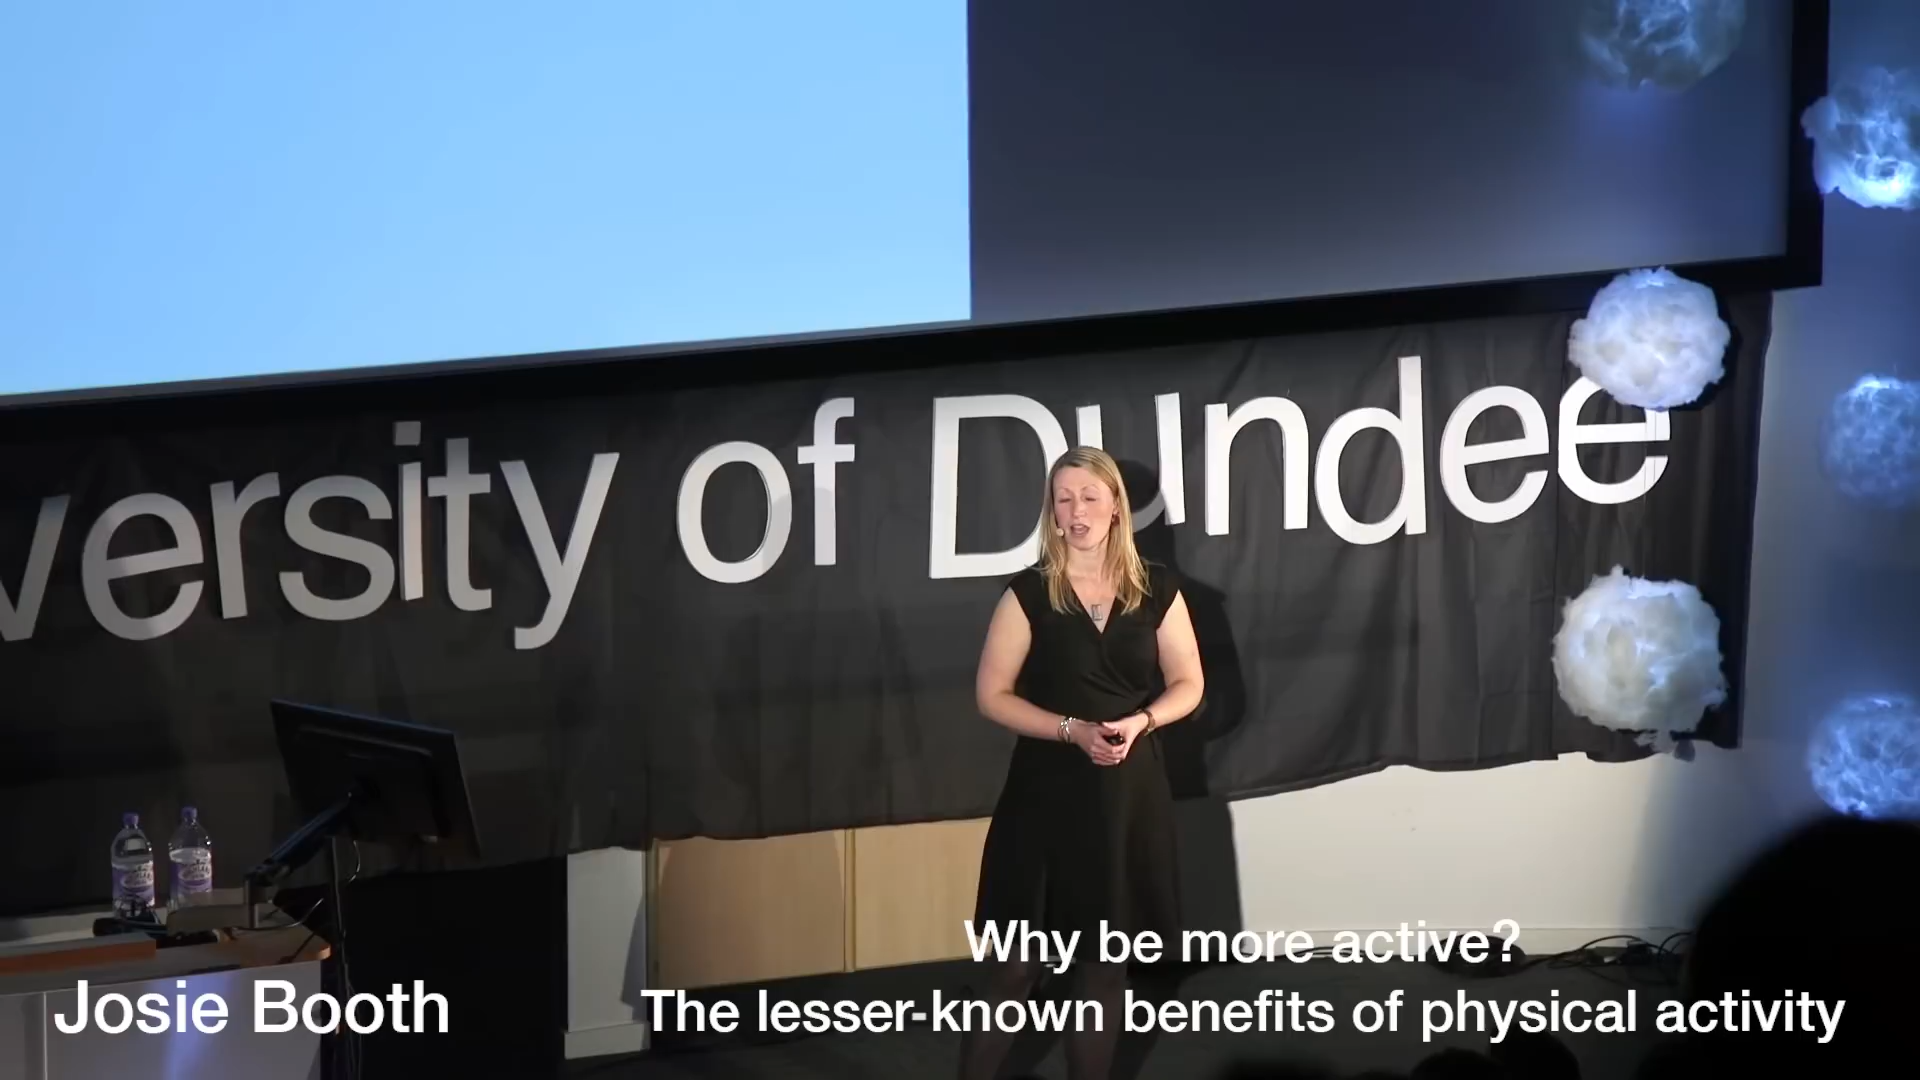 versity of Dundee
Why be more active?
Josie Booth
The lesser-known benefits of physical activity